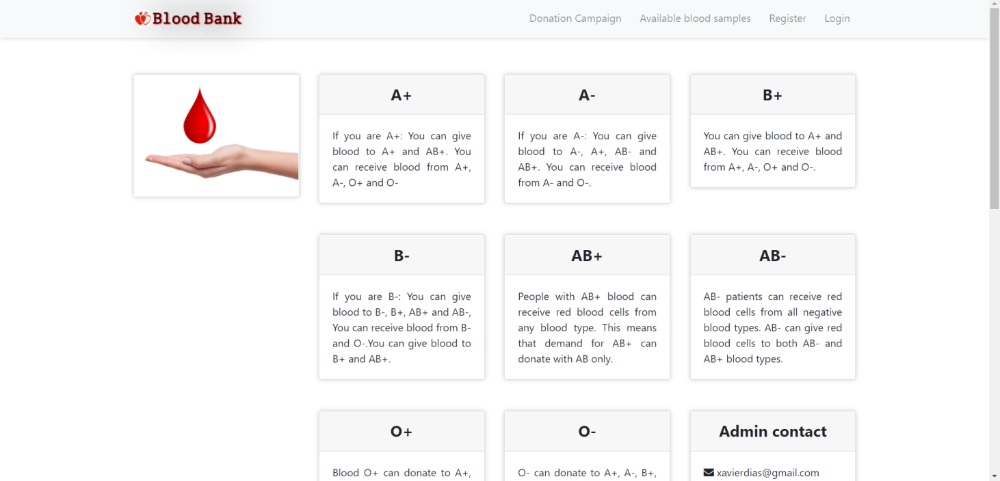 Blood Bank
Donation Campaign
Available blood samples
Register
Login
A+
If you are A+: You can give
blood to A+ and AB+. You
can receive blood from A+,
A-, O+ and O-
A-
If you are A-: You can give
blood to A-, A+, AB- and
AB+. You can receive blood
from A- and O-.
B+
You can give blood to A+ and
AB+. You can receive blood
from A+, A-, O+ and O-.
B-
If you are B-: You can give
blood to B-, B+, AB+ and AB-,
You can receive blood from B-
and O-.You can give blood to
B+ and AB+.
AB+
People with AB+ blood can
receive red blood cells from
any blood type. This means
that demand for AB+ can
donate with AB only.
AB-
AB- patients can receive red
blood cells from all negative
blood types. AB- can give red
blood cells to both AB- and
AB+ blood types.
O+
Blood O+ can donate to A+,
O-
O- can donate to A+, A-, B+,
Admin contact
xavierdias@gmail.com